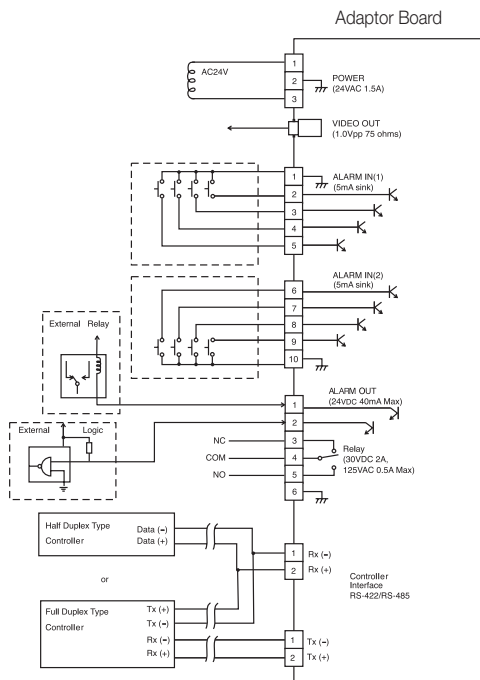 Adaptor Board
AC24V
1
2
3
POWER
(24VAC 1.5A)
VIDEO OUT
(1.0Vpp 75 ohms)
1
2
3
4
5
ALARM IN(1)
(5mA sink)
6
7
8
9
10
ALARM IN(2)
(5mA sink)
External Relay
External Logic
1
2
3
4
5
6
ALARM OUT
(24VDC 40mA Max)
NC
COM
NO
Relay
(30VDC 2A,
125VAC 0.5A Max)
Half Duplex Type
Controller
Data (-)
Data (+)
or
Full Duplex Type
Controller
Tx (+)
Tx (-)
Rx (-)
Rx (+)
1 Rx (-)
2 Rx (+)
Controller
Interface
RS-422/RS-485
1 Tx (-)
2 Tx (+)